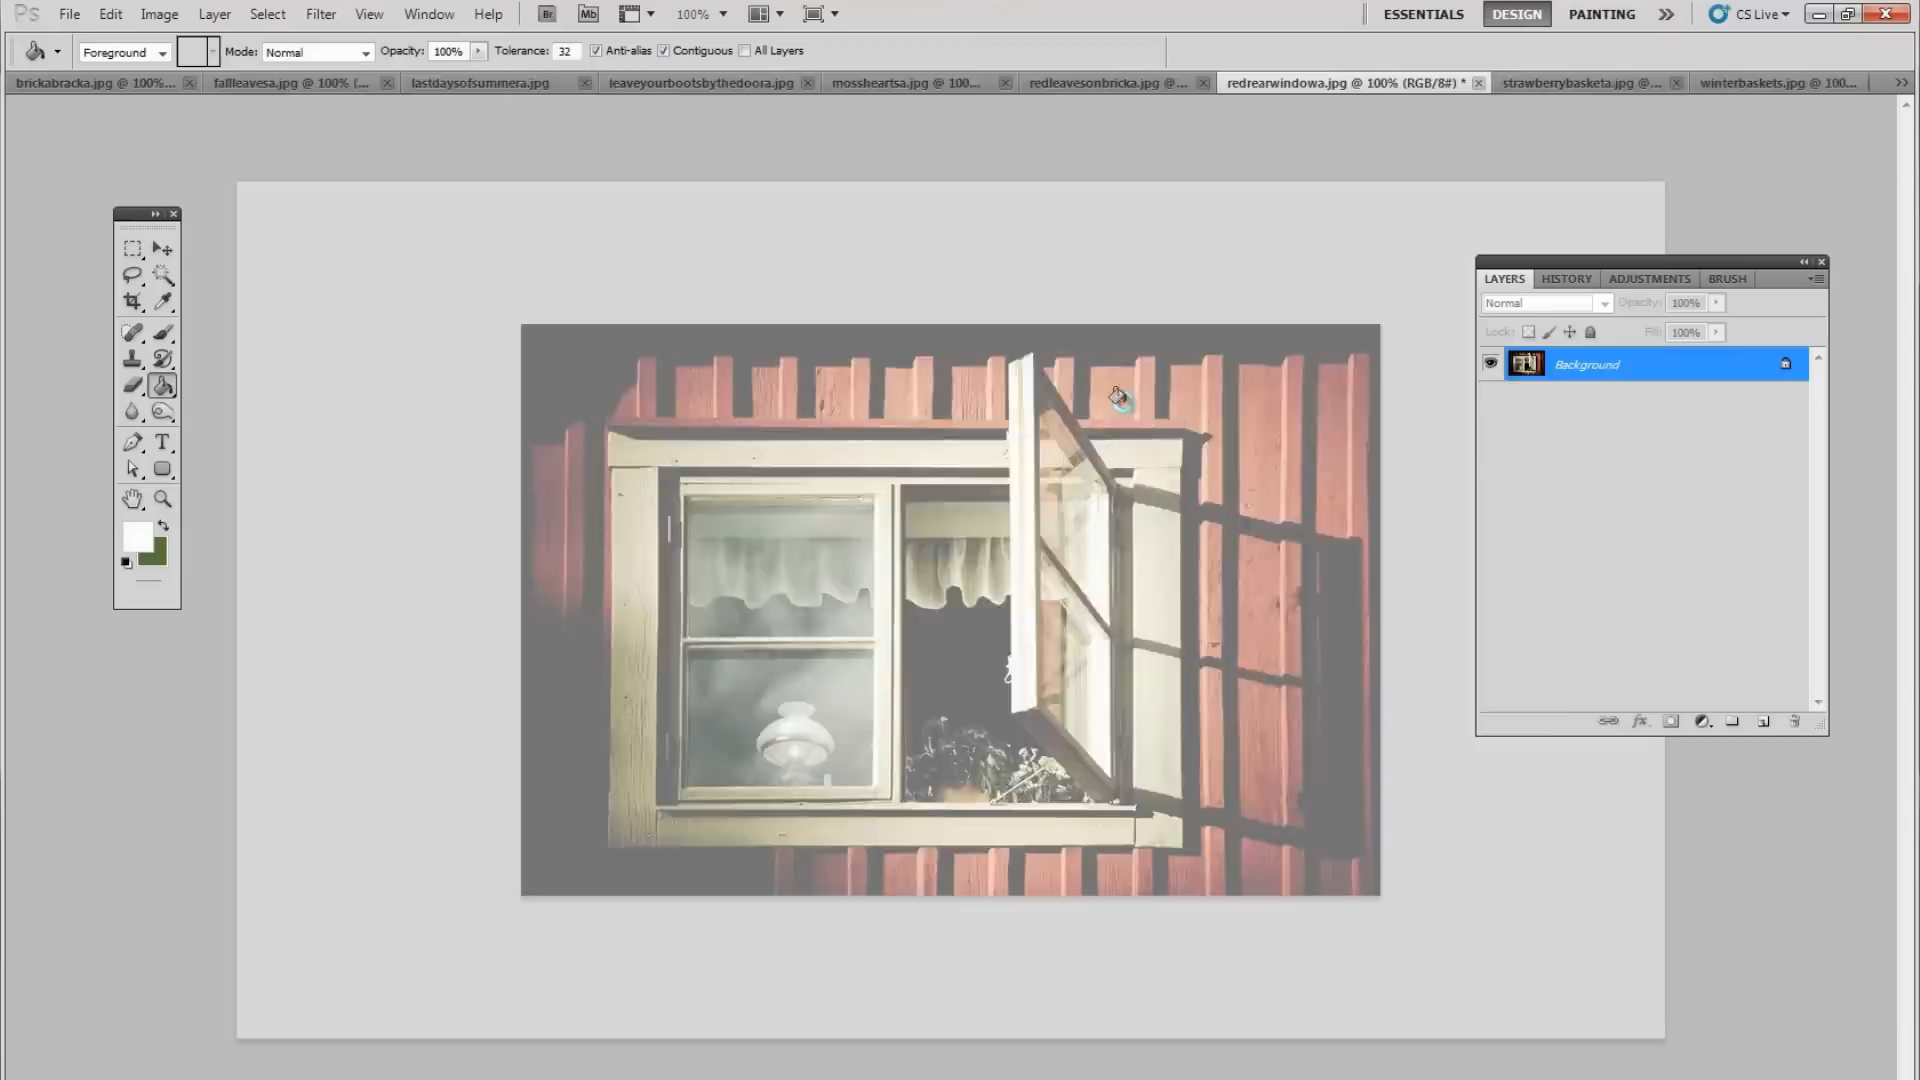 Ps File Edit Image Layer Select Filter View Window Help Br Mb 100% ESSENTIALS DESIGN PAINTING >> CS Live
Foreground Mode: Normal Opacity: 100% Tolerance: 32 Anti-alias Contiguous All Layers
brickabracka.jpg @ 100%... fallleavesa.jpg @ 100% (... lastdaysofsummera.jpg leaveyourbootsbythedoora.jpg mossheartsa.jpg @ 100... redleavesonbricka.jpg @... redrearwindowa.jpg @ 100% (RGB/8#) * strawberrybasketa.jpg @... winterbaskets.jpg @ 100... >>
LAYERS HISTORY ADJUSTMENTS BRUSH
Normal Opacity: 100%
Lock: Fill: 100%
Background
T
fx